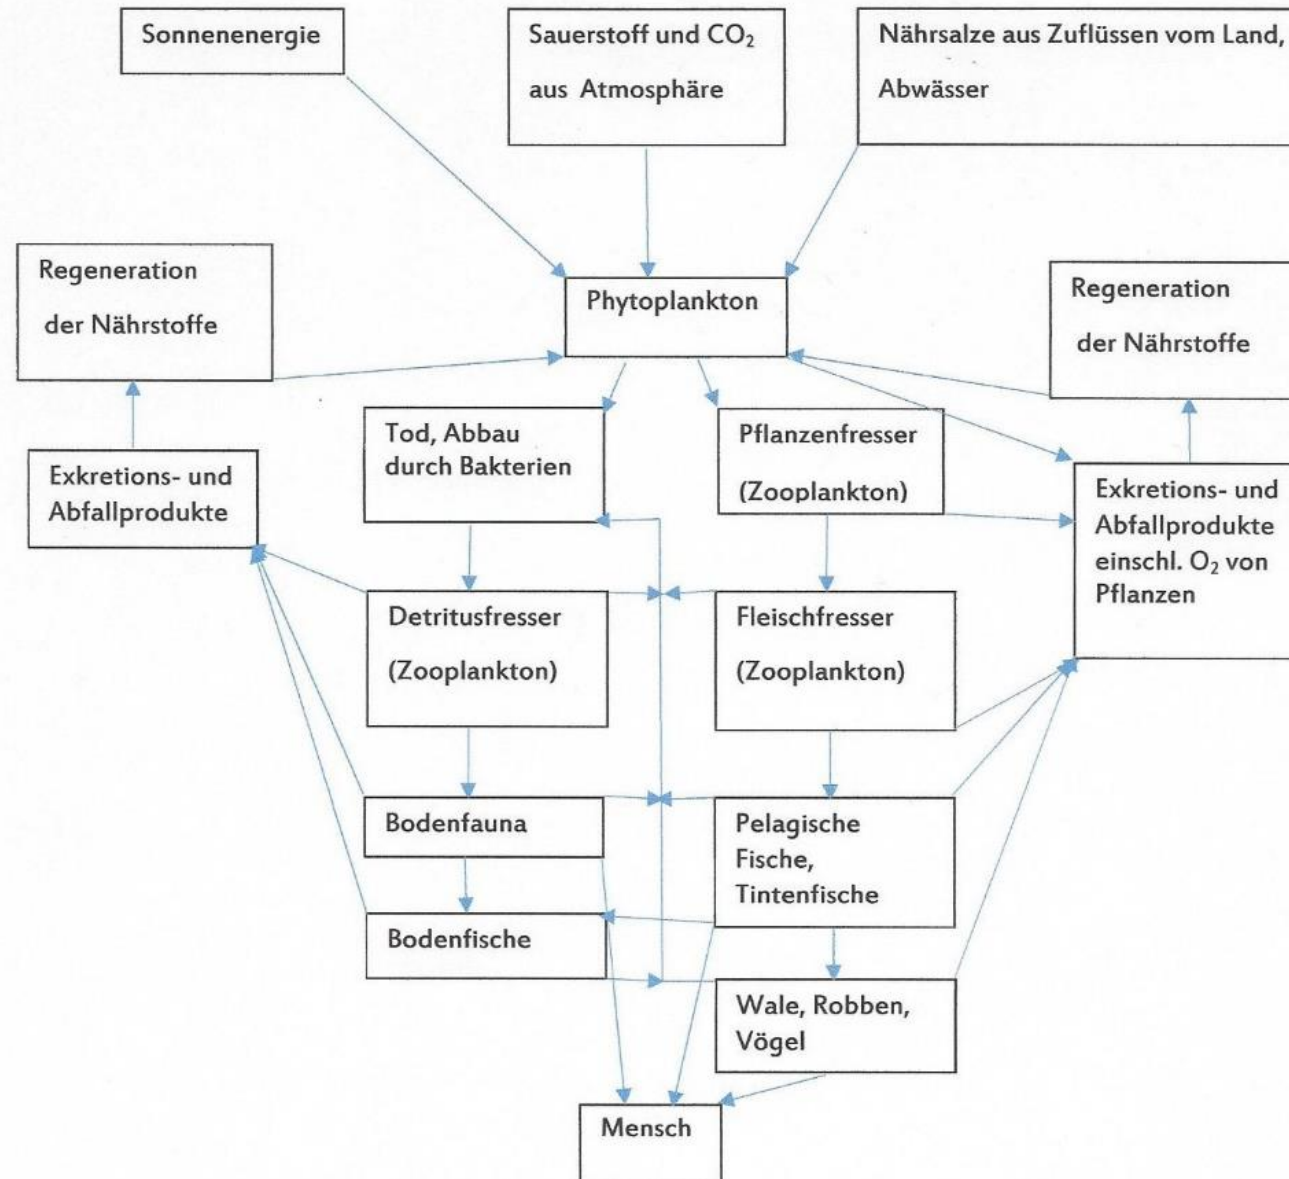 Sonnenenergie
Sauerstoff und CO₂
aus Atmosphäre
Nährsalze aus Zuflüssen vom Land,
Abwässer
Regeneration
der Nährstoffe
Phytoplankton
Regeneration
der Nährstoffe
Exkretions- und
Abfallprodukte
Tod, Abbau
durch Bakterien
Pflanzenfresser
(Zooplankton)
Exkretions- und
Abfallprodukte
einschl. O₂ von
Pflanzen
Detritusfresser
(Zooplankton)
Fleischfresser
(Zooplankton)
Bodenfauna
Pelagische
Fische,
Tintenfische
Bodenfische
Wale, Robben,
Vögel
Mensch